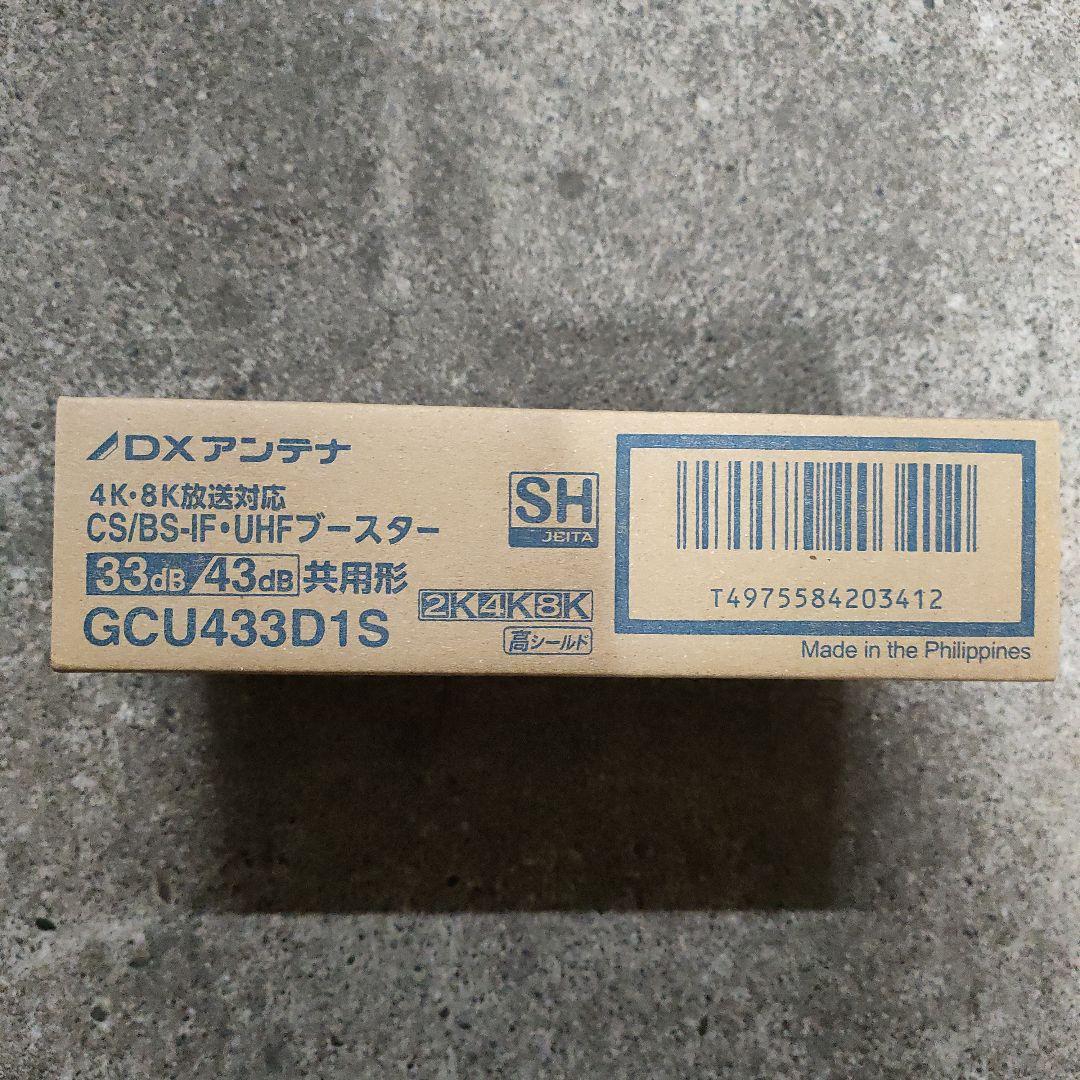 DXアンテナ
4K・8K放送対応
CS/BS-IF・UHFブースター
33dB/43dB共用形
GCU433D1S
SH
JEITA
2K4K8K
高シールド
T4975584203412
Made in the Philippines